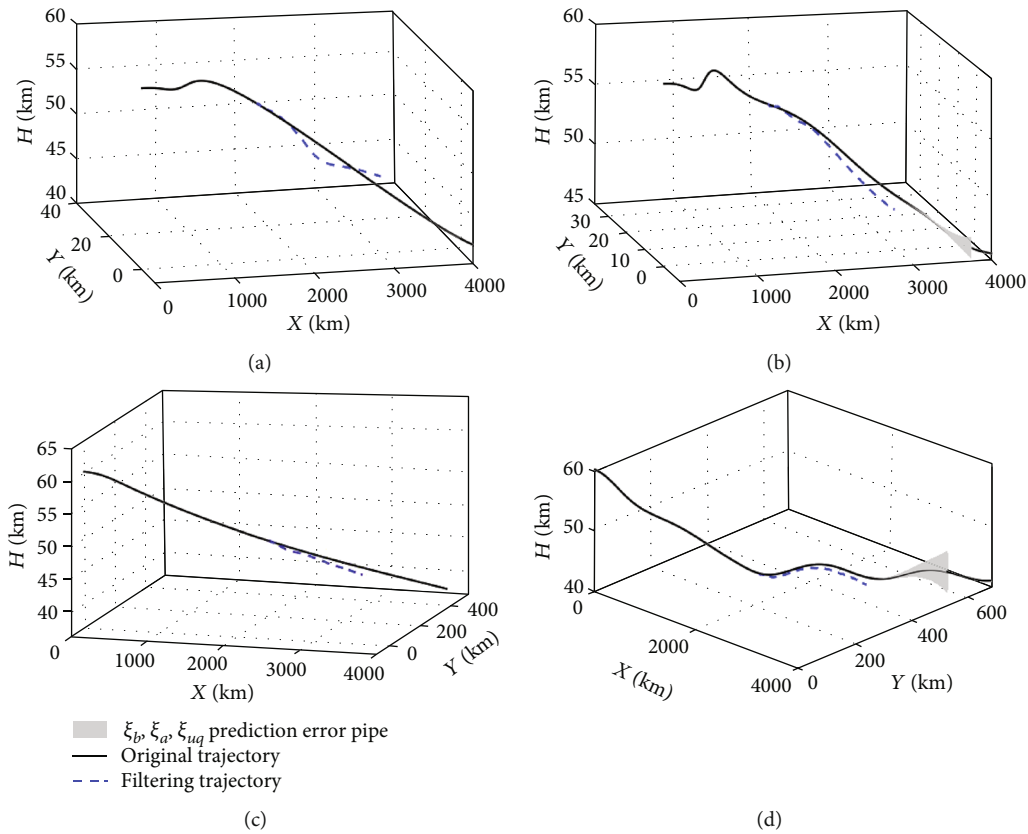 60
55
50
45
40
H (km)
40
20
0
Y (km)
0
1000
2000
3000
4000
X (km)
(a)
60
55
50
45
H (km)
30
20
10
0
Y (km)
0
1000
2000
3000
4000
X (km)
(b)
65
60
55
50
45
40
H (km)
0
1000
2000
3000
4000
X (km)
400
200
0
Y (km)
ξ_b, ξ_a, ξ_uq prediction error pipe
Original trajectory
Filtering trajectory
(c)
60
50
40
H (km)
0
2000
4000
X (km)
0
200
400
600
Y (km)
(d)